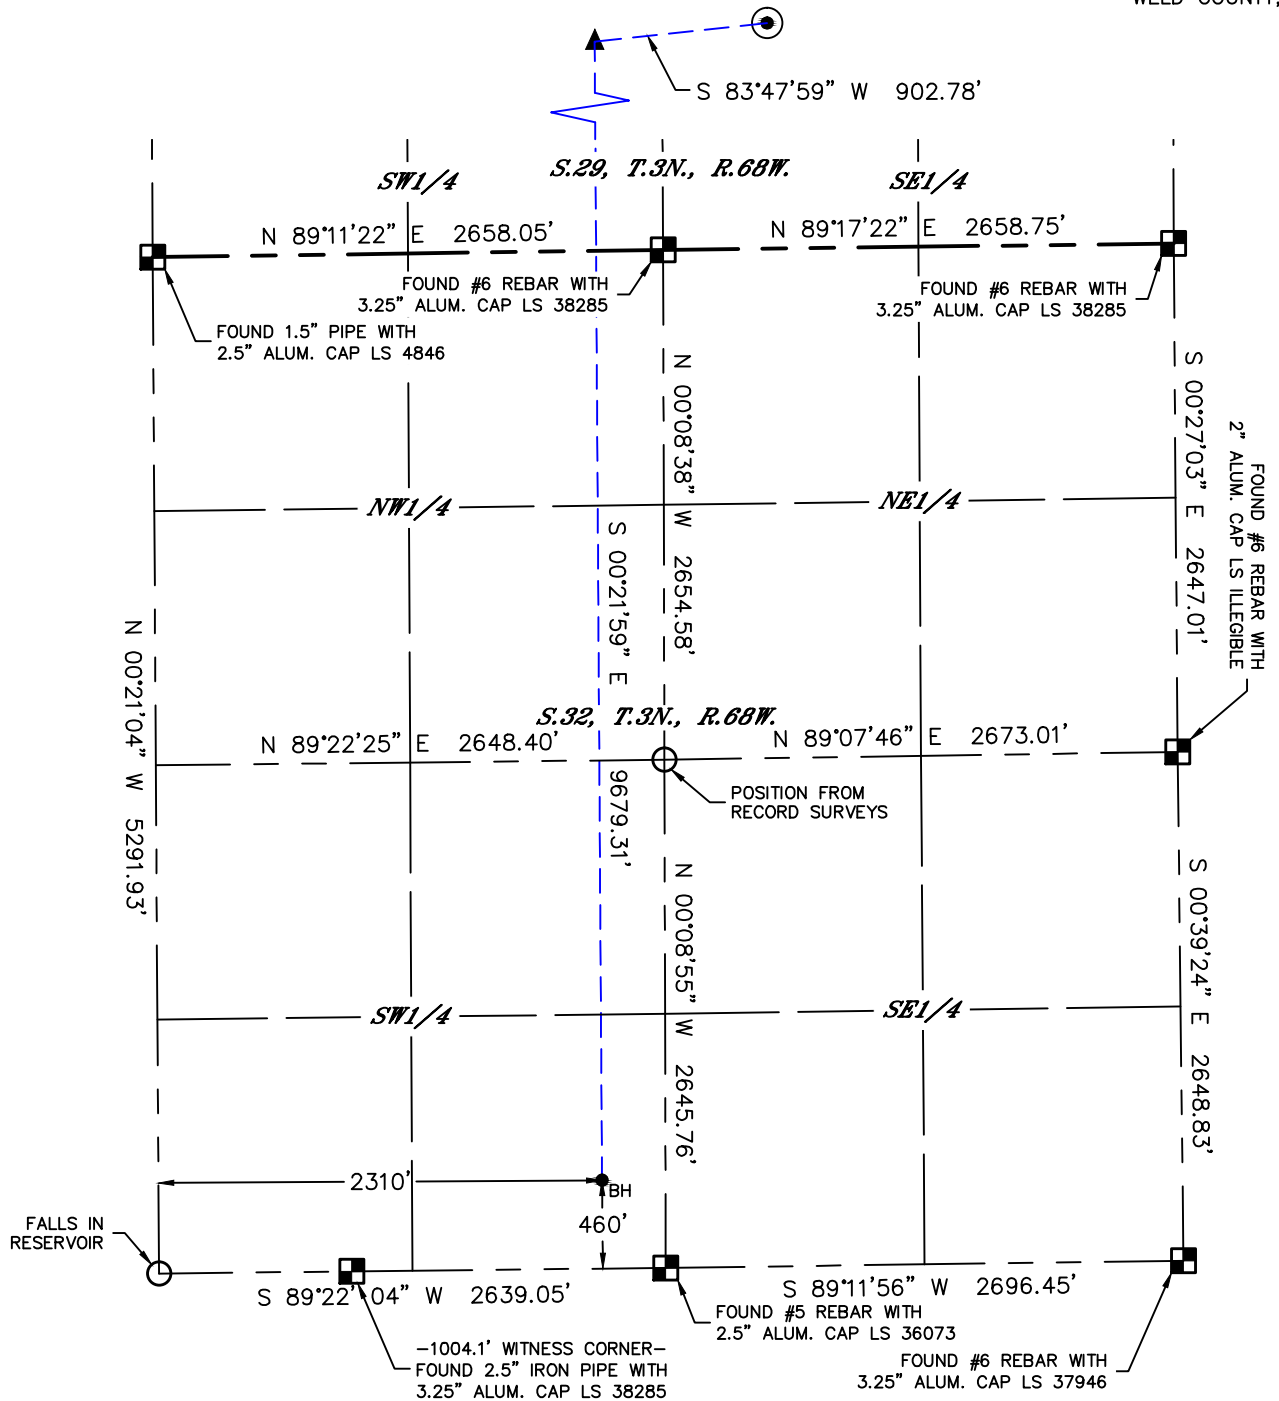 WELD COUNTY,
S 83°47'59" W 902.78'
S.29, T.3N., R.68W.
SW1/4
SE1/4
N 89°11'22" E 2658.05'
N 89°17'22" E 2658.75'
FOUND #6 REBAR WITH
3.25" ALUM. CAP LS 38285
FOUND #6 REBAR WITH
3.25" ALUM. CAP LS 38285
FOUND 1.5" PIPE WITH
2.5" ALUM. CAP LS 4846
N 00°08'38" W 2654.58'
S 00°27'03" E 2647.01'
FOUND #6 REBAR WITH
2" ALUM. CAP LS ILLEGIBLE
NW1/4
NE1/4
S 00°21'59" E 9679.31'
N 00°21'04" W 5291.93'
S.32, T.3N., R.68W.
N 89°22'25" E 2648.40'
N 89°07'46" E 2673.01'
POSITION FROM
RECORD SURVEYS
N 00°08'55" W 2645.76'
S 00°39'24" E 2648.83'
SW1/4
SE1/4
2310'
BH
460'
FALLS IN
RESERVOIR
S 89°22'04" W 2639.05'
S 89°11'56" W 2696.45'
FOUND #5 REBAR WITH
2.5" ALUM. CAP LS 36073
-1004.1' WITNESS CORNER-
FOUND 2.5" IRON PIPE WITH
3.25" ALUM. CAP LS 38285
FOUND #6 REBAR WITH
3.25" ALUM. CAP LS 37946